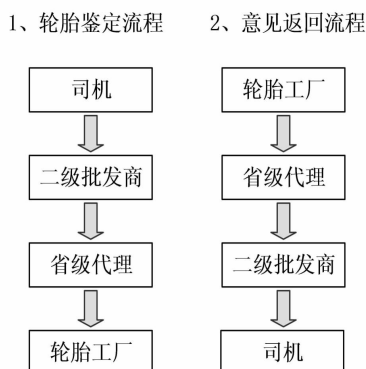 1、轮胎鉴定流程
司机
二级批发商
省级代理
轮胎工厂
2、意见返回流程
轮胎工厂
省级代理
二级批发商
司机